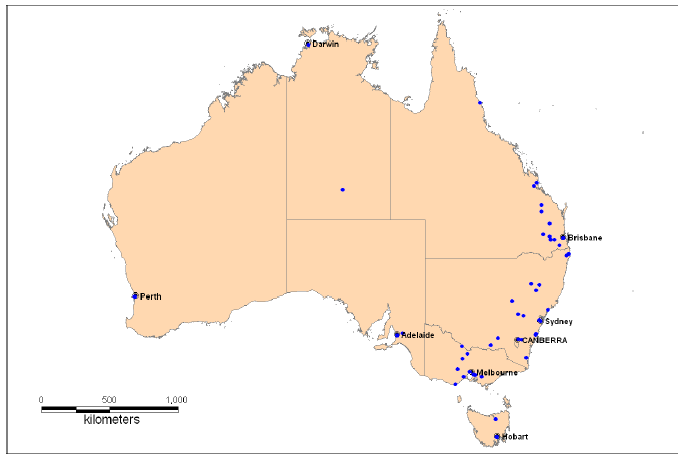 Darwin
Brisbane
Perth
Sydney
Adelaide
CANBERRA
Melbourne
0 500 1,000
kilometers
Hobart